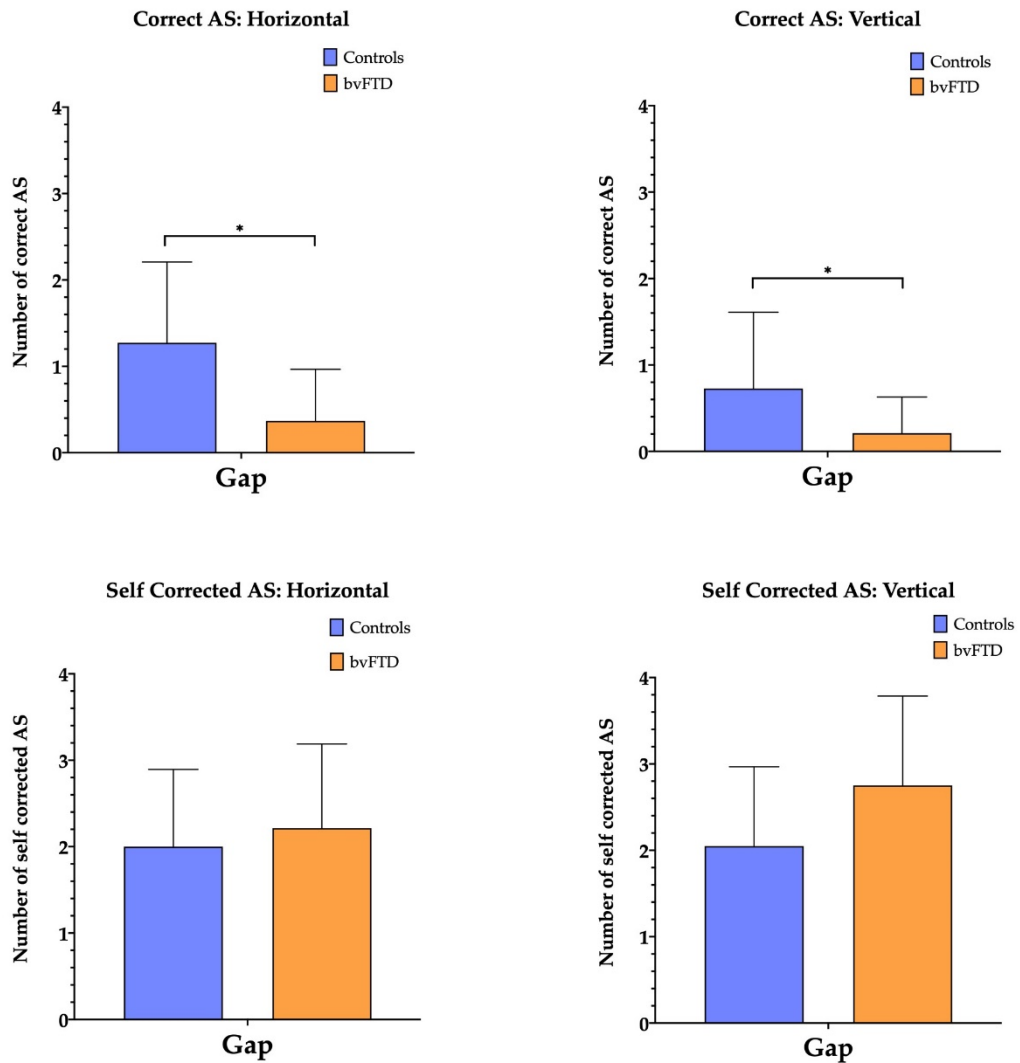 Correct AS: Horizontal
Controls
bvFTD
Number of correct AS
4
3
2
1
0
*
Gap
Correct AS: Vertical
Controls
bvFTD
Number of correct AS
4
3
2
1
0
*
Gap
Self Corrected AS: Horizontal
Controls
bvFTD
Number of self corrected AS
4
3
2
1
0
Gap
Self Corrected AS: Vertical
Controls
bvFTD
Number of self corrected AS
4
3
2
1
0
Gap